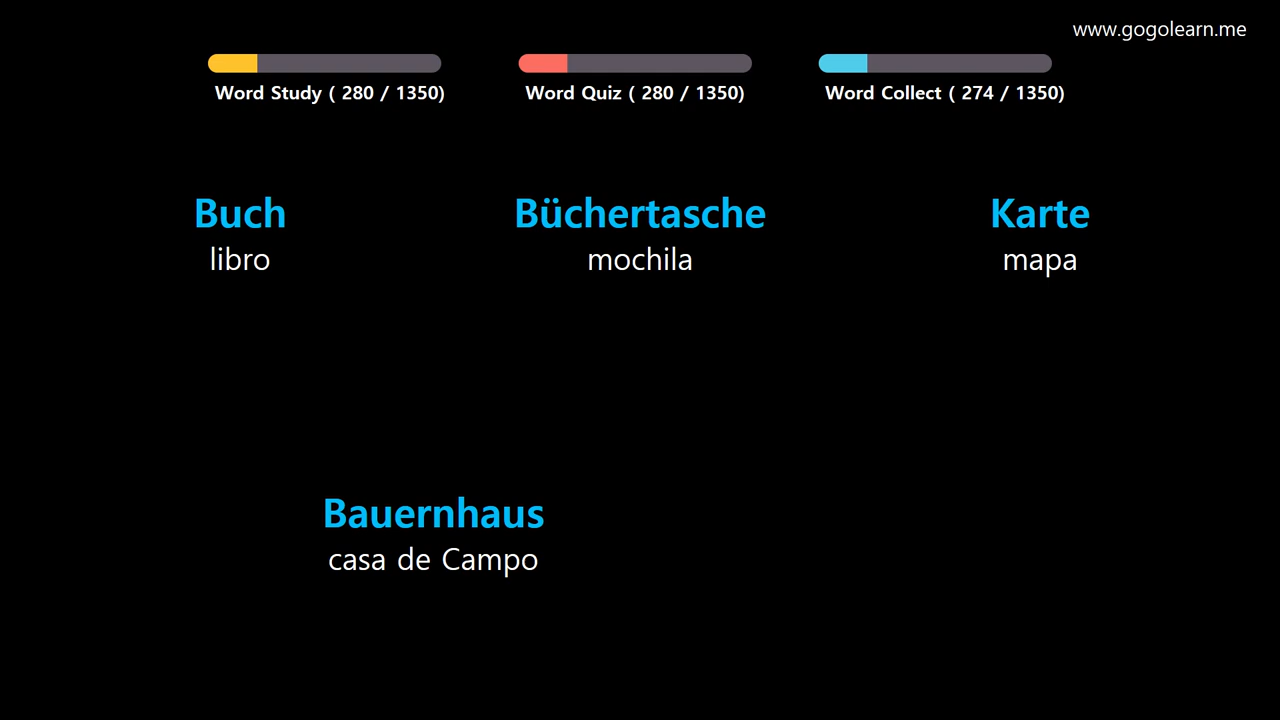 www.gogolearn.me
Word Study ( 280 / 1350)
Word Quiz ( 280 / 1350)
Word Collect ( 274 / 1350)
Buch
libro
Büchertasche
mochila
Karte
mapa
Bauernhaus
casa de Campo